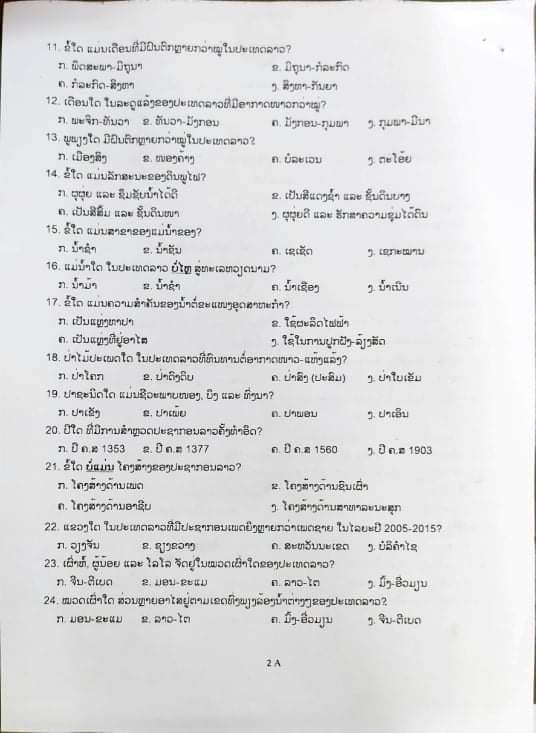 11. ຂໍ້ໃດ ແມ່ນເດືອນທີ່ມີຝົນຕົກຫຼາຍກວ່າໝູ່ໃນປະເທດລາວ?
ກ. ພຶດສະພາ-ມິຖຸນາ ຂ. ມິຖຸນາ-ກໍລະກົດ
ຄ. ກໍລະກົດ-ສິງຫາ ງ. ສິງຫາ-ກັນຍາ
12. ເດືອນໃດ ໃນລະດູແລ້ງຂອງປະເທດລາວທີ່ມີອາກາດໜາວກວ່າໝູ່?
ກ. ພະຈິກ-ທັນວາ ຂ. ທັນວາ-ມັງກອນ ຄ. ມັງກອນ-ກຸມພາ ງ. ກຸມພາ-ມີນາ
13. ພູພຽງໃດ ມີຝົນຕົກຫຼາຍກວ່າໝູ່ໃນປະເທດລາວ?
ກ. ເມືອງສິງ ຂ. ໜອງຄ້າງ ຄ. ບໍລະເວນ ງ. ຕະໂອ້ຍ
14. ຂໍ້ໃດ ແມ່ນລັກສະນະຂອງດິນພູໄຟ?
ກ. ຜຸຜຸ່ຍ ແລະ ຊຶມຊັບນ້ຳໄດ້ດີ ຂ. ເປັນສີແດງຊ້ຳ ແລະ ຊັ້ນດິນບາງ
ຄ. ເປັນສີສົ້ມ ແລະ ຊັ້ນດິນໜາ ງ. ຜຸຜຸ່ຍດີ ແລະ ຮັກສາຄວາມຊຸ່ມໄດ້ດົນ
15. ຂໍ້ໃດ ແມ່ນສາຂາຂອງແມ່ນ້ຳຂອງ?
ກ. ນ້ຳຊຳ ຂ. ນ້ຳຊັນ ຄ. ເຊເຊັດ ງ. ເຊກະໝານ
16. ແມ່ນ້ຳໃດ ໃນປະເທດລາວ ບໍ່ໄຫຼ ສູ່ທະເລຫວຽດນາມ?
ກ. ນ້ຳມ້າ ຂ. ນ້ຳຊຳ ຄ. ນ້ຳເຊືອງ ງ. ນ້ຳເນີນ
17. ຂໍ້ໃດ ແມ່ນຄວາມສຳຄັນຂອງນ້ຳຕໍ່ຂະແໜງອຸດສາຫະກຳ?
ກ. ເປັນແຫຼ່ງຫາປາ ຂ. ໃຊ້ຜະລິດໄຟຟ້າ
ຄ. ເປັນແຫຼ່ງທີ່ຢູ່ອາໄສ ງ. ໃຊ້ໃນການປູກຝັງ-ລ້ຽງສັດ
18. ປ່າໄມ້ປະເພດໃດ ໃນປະເທດລາວທີ່ທົນທານຕໍ່ອາກາດໜາວ-ແຫ້ງແລ້ງ?
ກ. ປ່າໂຄກ ຂ. ປ່າດົງດິບ ຄ. ປ່າສົງ (ປະສົມ) ງ. ປ່າໃບເຂັມ
19. ປາຊະນິດໃດ ແມ່ນຊີວະພາບໜອງ, ບຶງ ແລະ ທົ່ງນາ?
ກ. ປາເຂັງ ຂ. ປາເພ້ຍ ຄ. ປາພອນ ງ. ປາເອີນ
20. ປີໃດ ທີ່ມີການສຳຫຼວດປະຊາກອນລາວຄັ້ງທຳອິດ?
ກ. ປີ ຄ.ສ 1353 ຂ. ປີ ຄ.ສ 1377 ຄ. ປີ ຄ.ສ 1560 ງ. ປີ ຄ.ສ 1903
21. ຂໍ້ໃດ ບໍ່ແມ່ນ ໂຄງສ້າງຂອງປະຊາກອນລາວ?
ກ. ໂຄງສ້າງດ້ານເພດ ຂ. ໂຄງສ້າງດ້ານຊົນເຜົ່າ
ຄ. ໂຄງສ້າງດ້ານອາຊີບ ງ. ໂຄງສ້າງດ້ານສາທາລະນະສຸກ
22. ແຂວງໃດ ໃນປະເທດລາວທີ່ມີປະຊາກອນເພດຍິງຫຼາຍກວ່າເພດຊາຍ ໃນໄລຍະປີ 2005-2015?
ກ. ວຽງຈັນ ຂ. ຊຽງຂວາງ ຄ. ສະຫວັນນະເຂດ ງ. ບໍລິຄຳໄຊ
23. ເຜົ່າຫໍ້, ຜູ້ນ້ອຍ ແລະ ໂລໂລ ຈັດຢູ່ໃນໝວດເຜົ່າໃດຂອງປະເທດລາວ?
ກ. ຈີນ-ຕີເບດ ຂ. ມອນ-ຂະແມ ຄ. ລາວ-ໄຕ ງ. ມົ້ງ-ອິວມຽນ
24. ໝວດເຜົ່າໃດ ສ່ວນຫຼາຍອາໄສຢູ່ຕາມເຂດທົ່ງພຽງລ່ອງນ້ຳຕ່າງໆຂອງປະເທດລາວ?
ກ. ມອນ-ຂະແມ ຂ. ລາວ-ໄຕ ຄ. ມົ້ງ-ອິວມຽນ ງ. ຈີນ-ຕີເບດ
2 A